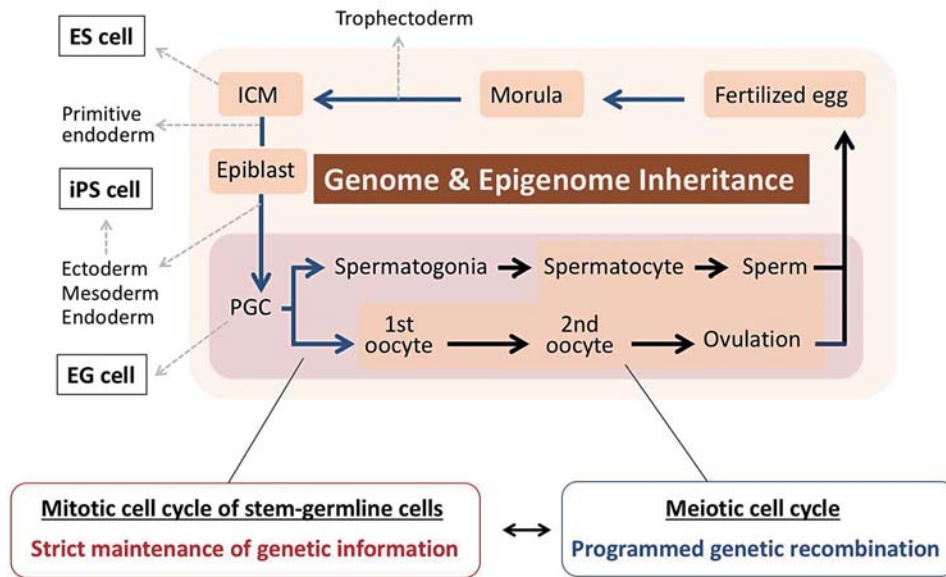 Trophectoderm
ES cell
ICM
Morula
Fertilized egg
Primitive
endoderm
Epiblast
Genome & Epigenome Inheritance
iPS cell
Ectoderm
Mesoderm
Endoderm
PGC
Spermatogonia
Spermatocyte
Sperm
1st
oocyte
2nd
oocyte
Ovulation
EG cell
Mitotic cell cycle of stem-germline cells
Strict maintenance of genetic information
Meiotic cell cycle
Programmed genetic recombination